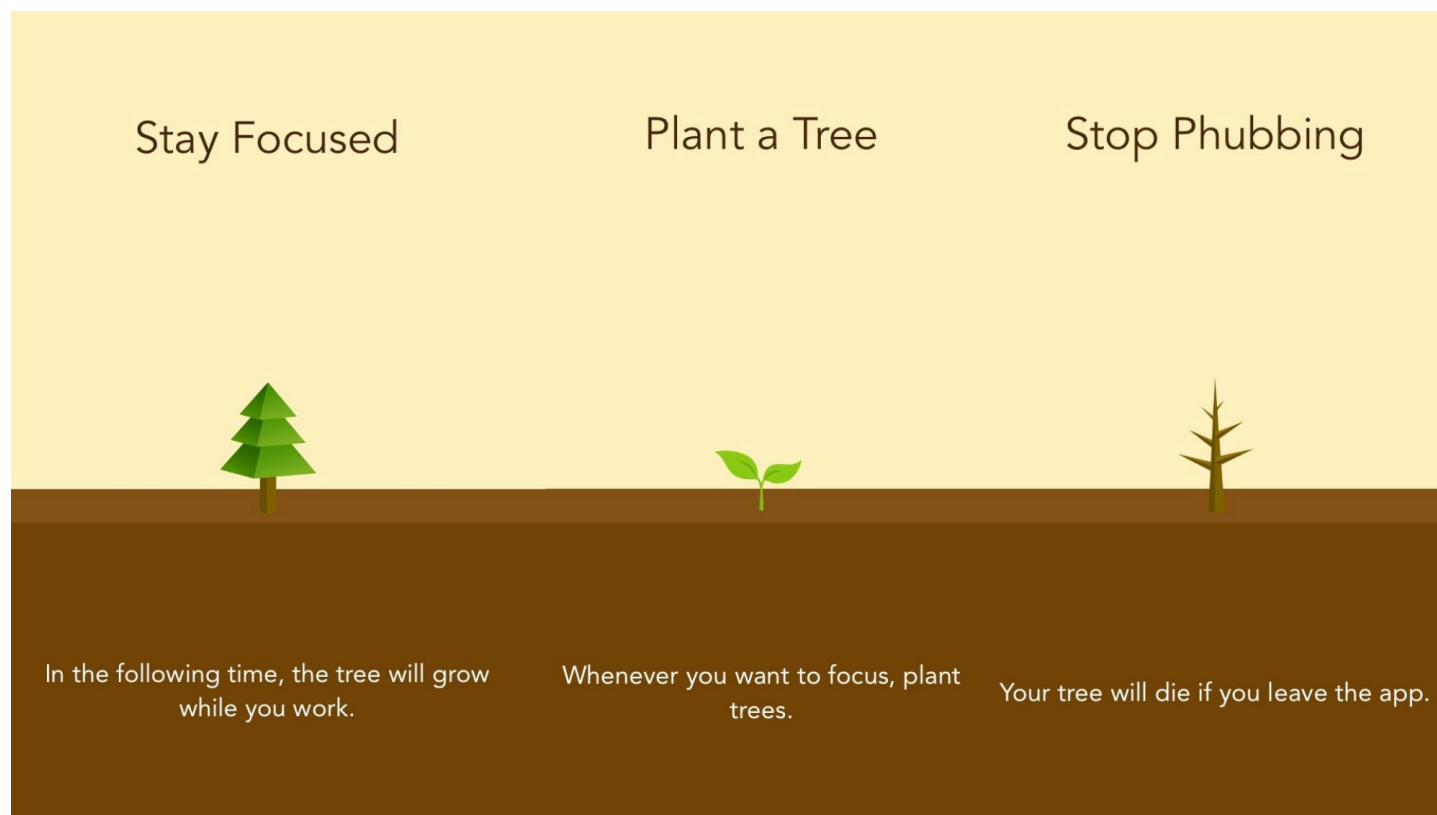 Stay Focused
Plant a Tree
Stop Phubbing
In the following time, the tree will grow
while you work.
Whenever you want to focus, plant
trees.
Your tree will die if you leave the app.